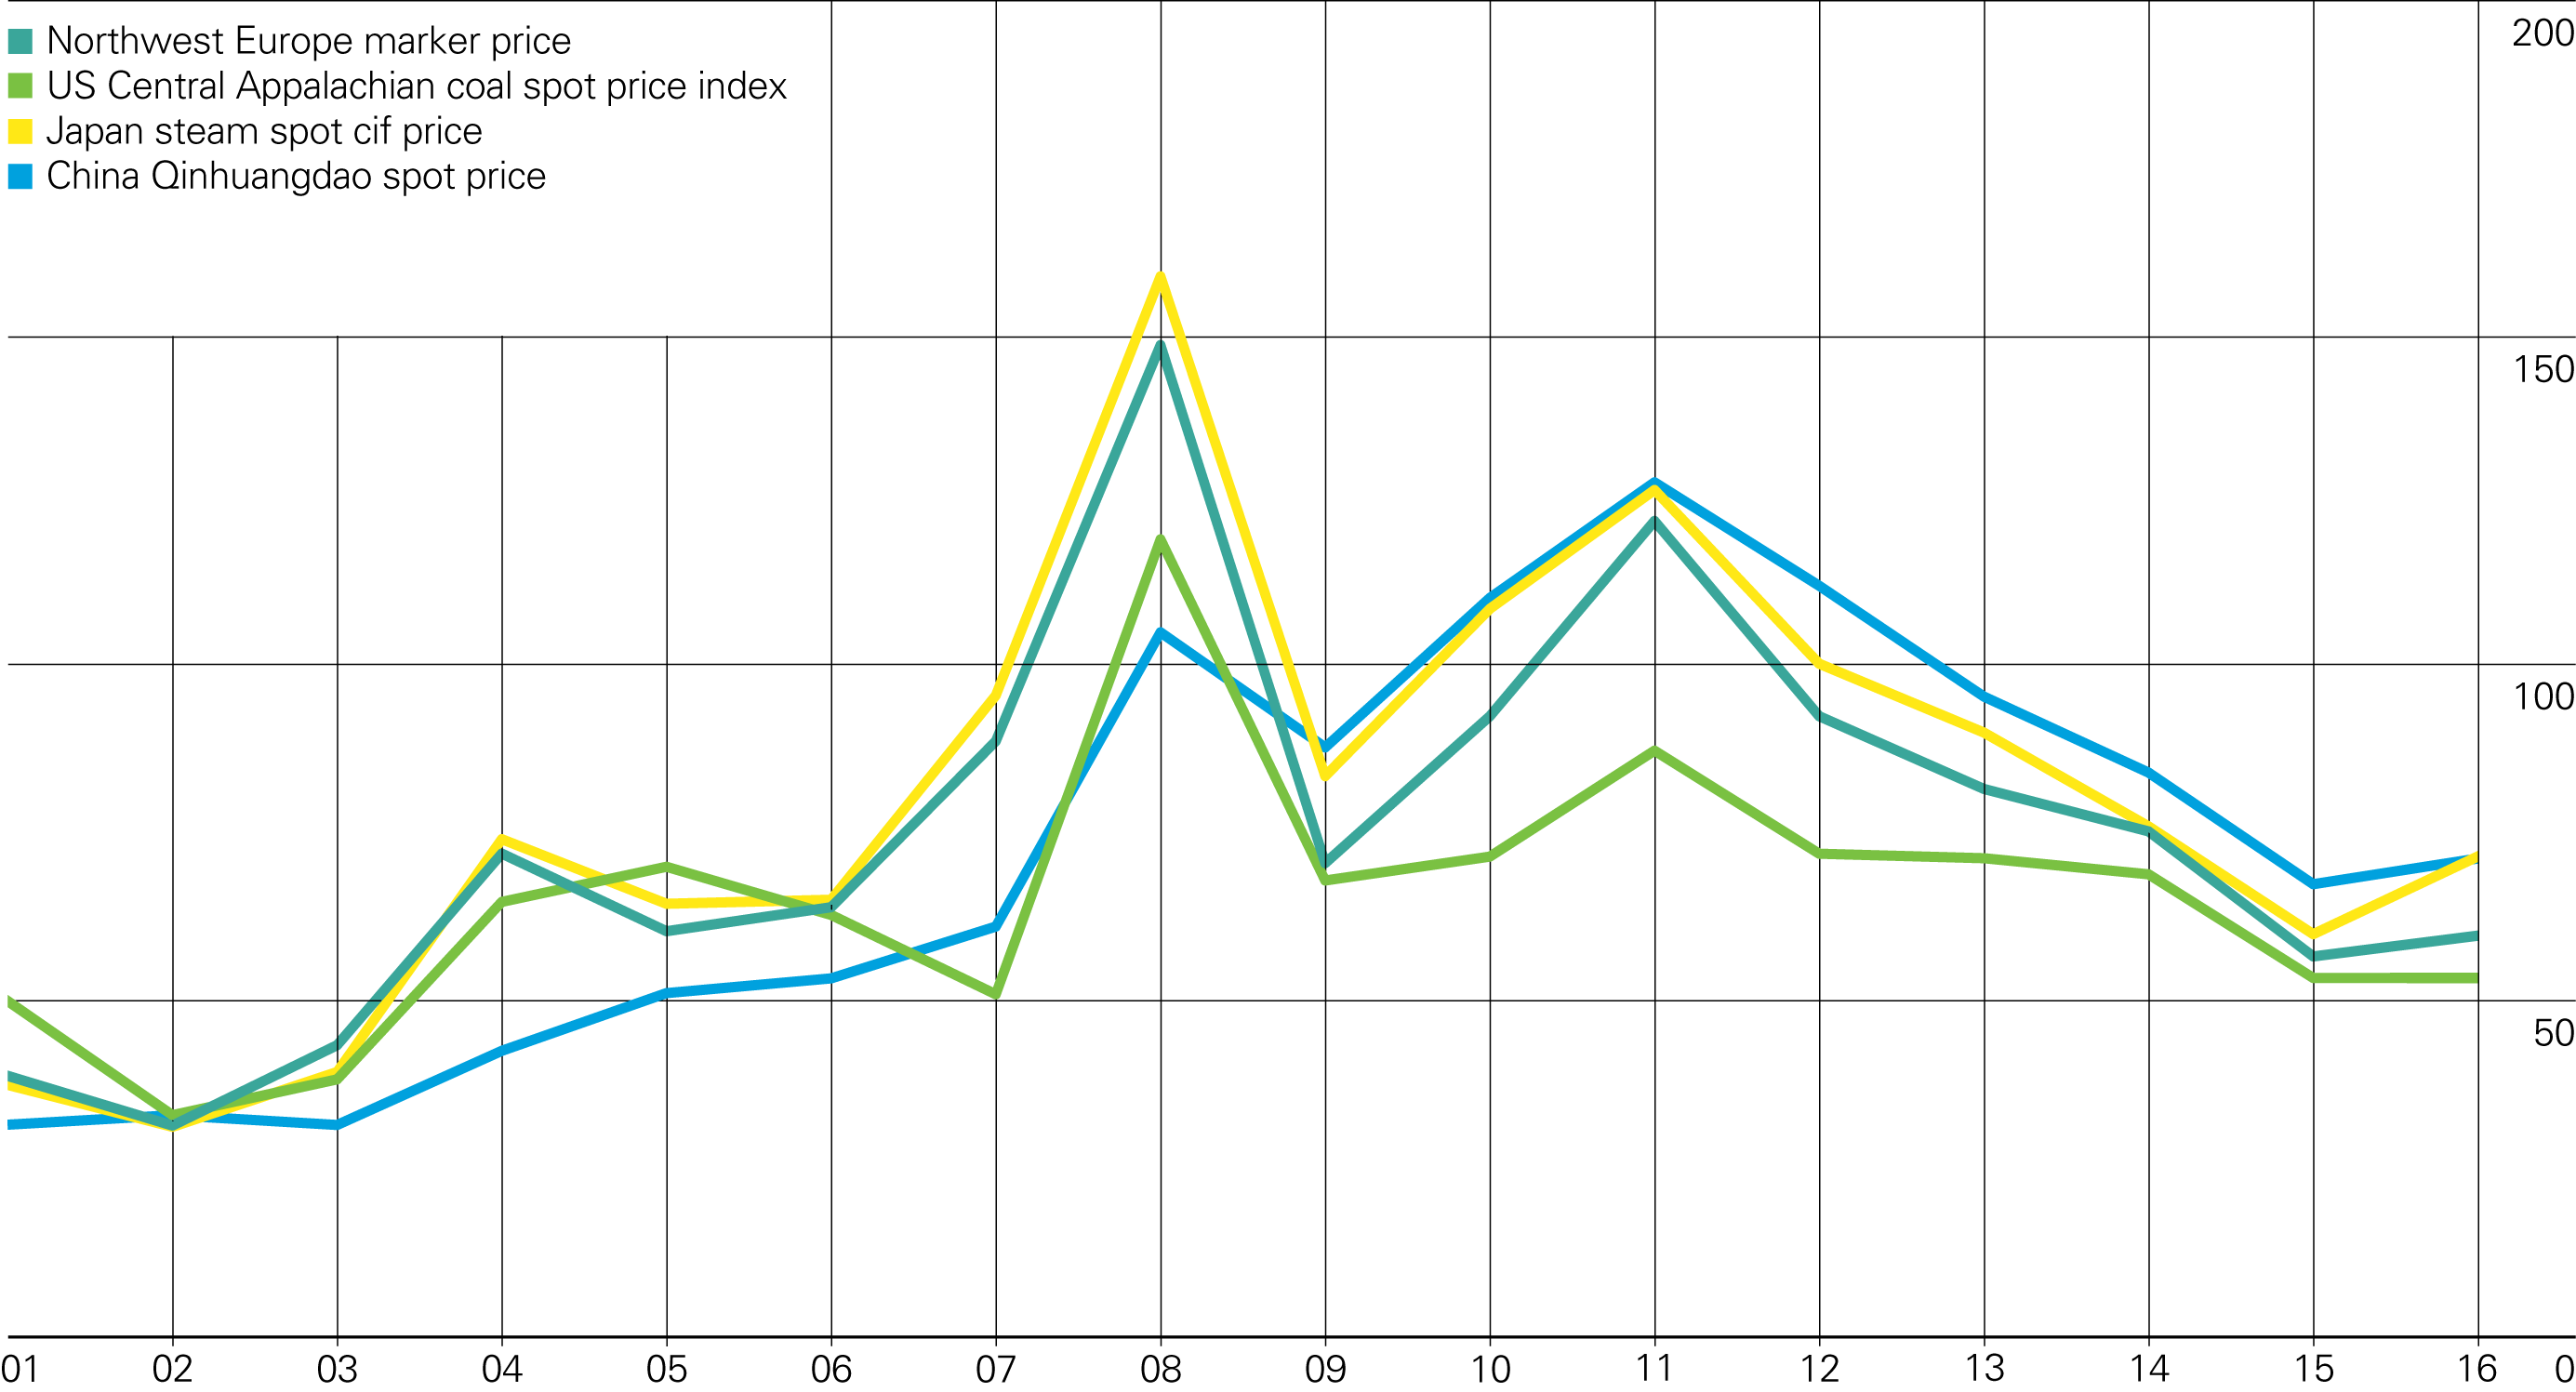 Northwest Europe marker price
US Central Appalachian coal spot price index
Japan steam spot cif price
China Qinhuangdao spot price
200
150
100
50
01 02 03 04 05 06 07 08 09 10 11 12 13 14 15 16 0